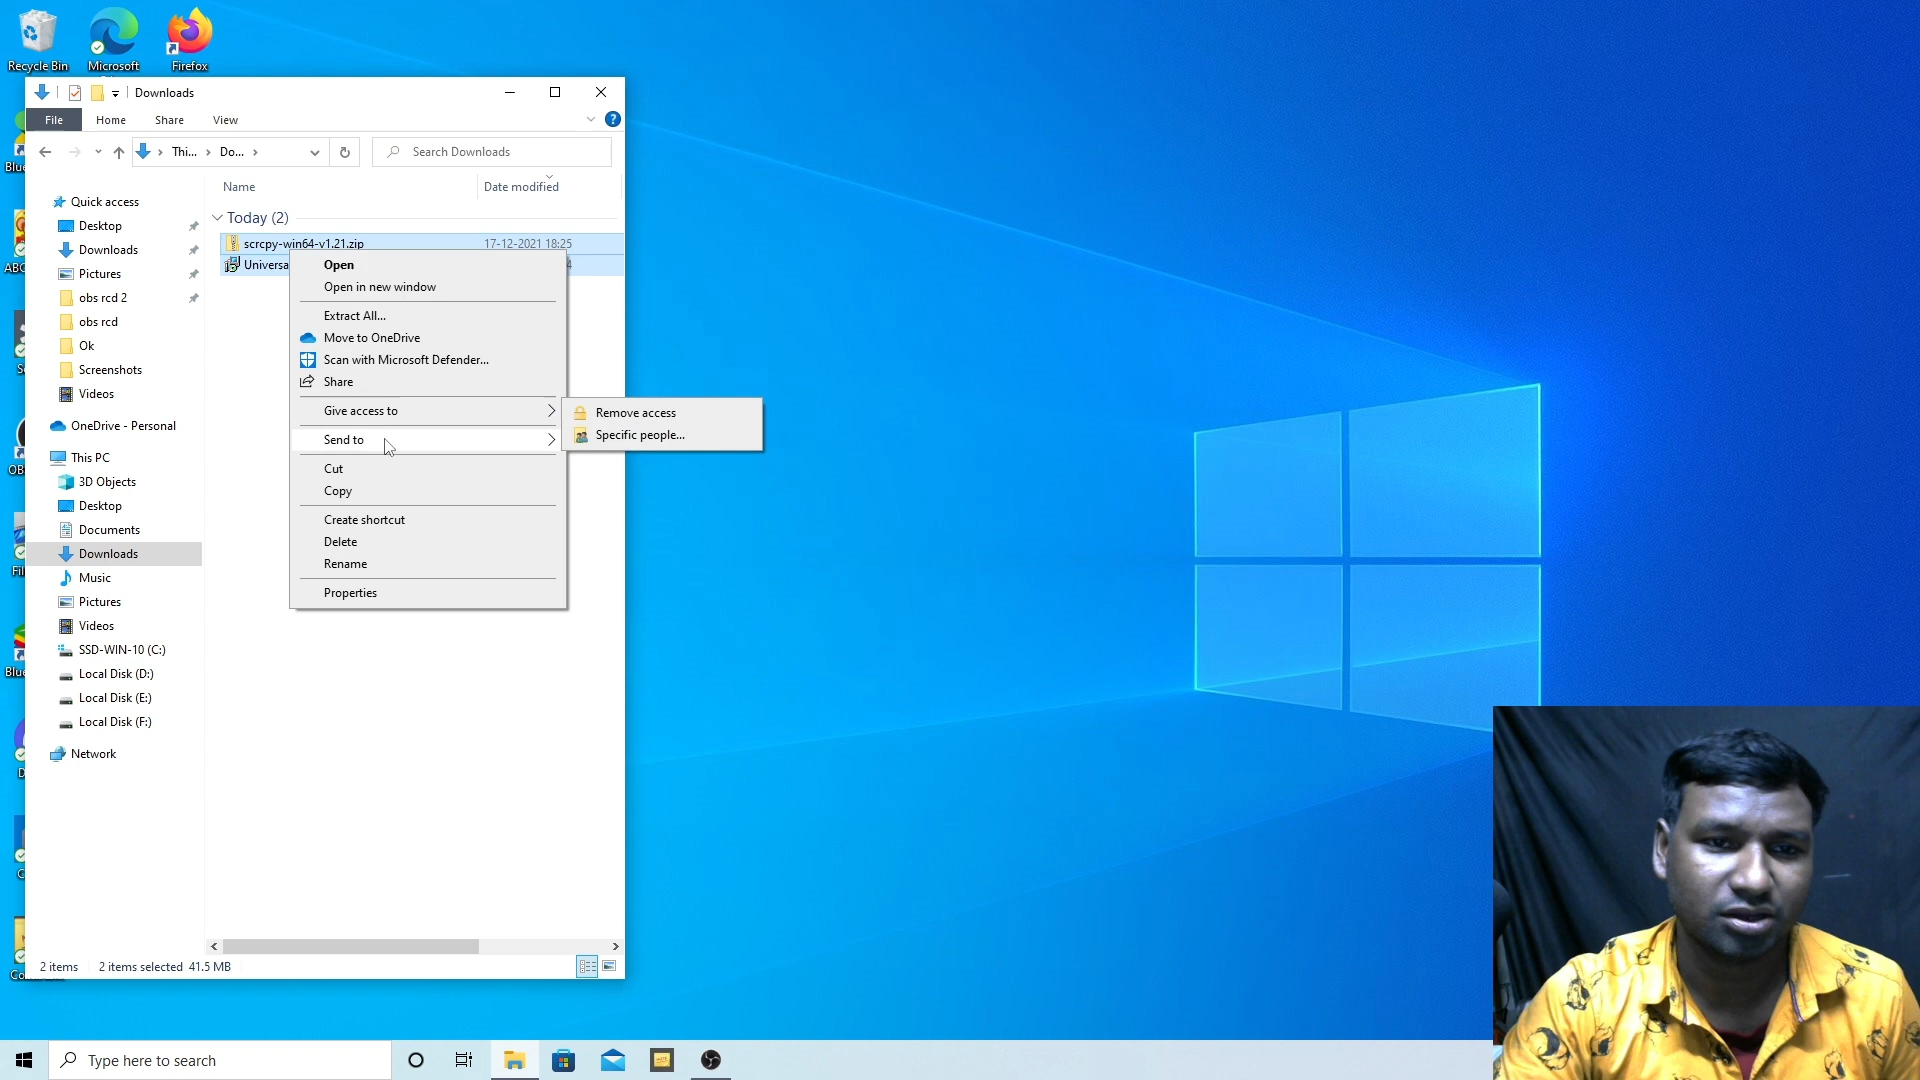 Recycle Bin
Microsoft
Firefox
Downloads
File
Home
Share
View
Thi...
Do...
Search Downloads
Name
Date modified
Quick access
Desktop
Downloads
Pictures
obs rcd 2
obs rcd
Ok
Screenshots
Videos
OneDrive - Personal
This PC
3D Objects
Desktop
Documents
Downloads
Music
Pictures
Videos
SSD-WIN-10 (C:)
Local Disk (D:)
Local Disk (E:)
Local Disk (F:)
Network
Today (2)
scrcpy-win64-v1.21.zip
17-12-2021 18:25
Universa
4
Open
Open in new window
Extract All...
Move to OneDrive
Scan with Microsoft Defender...
Share
Give access to
Send to
Cut
Copy
Create shortcut
Delete
Rename
Properties
Remove access
Specific people...
2 items
2 items selected 41.5 MB
Type here to search